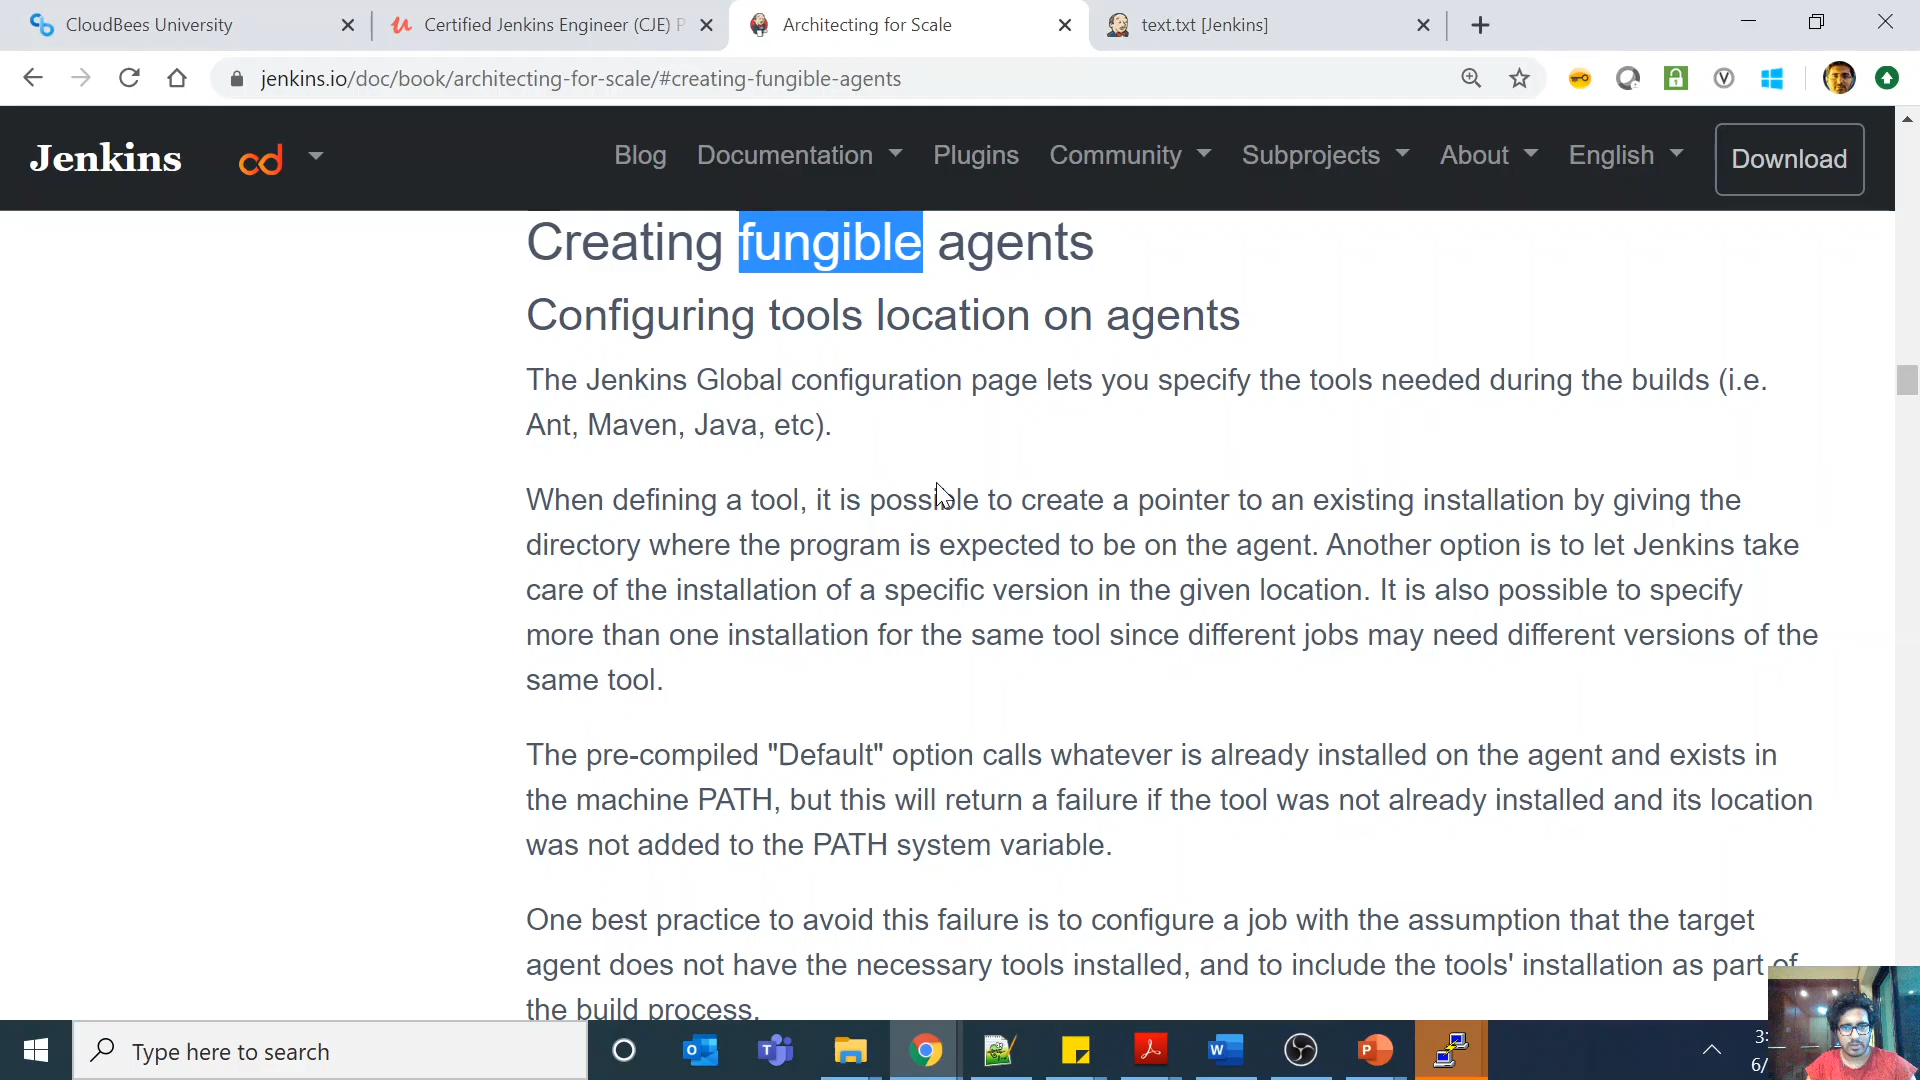 CloudBees University
Certified Jenkins Engineer (CJE) P
Architecting for Scale
text.txt [Jenkins]
jenkins.io/doc/book/architecting-for-scale/#creating-fungible-agents
Jenkins
cd
Blog
Documentation
Plugins
Community
Subprojects
About
English
Download
Creating fungible agents
Configuring tools location on agents
The Jenkins Global configuration page lets you specify the tools needed during the builds (i.e.
Ant, Maven, Java, etc).
When defining a tool, it is possible to create a pointer to an existing installation by giving the
directory where the program is expected to be on the agent. Another option is to let Jenkins take
care of the installation of a specific version in the given location. It is also possible to specify
more than one installation for the same tool since different jobs may need different versions of the
same tool.
The pre-compiled "Default" option calls whatever is already installed on the agent and exists in
the machine PATH, but this will return a failure if the tool was not already installed and its location
was not added to the PATH system variable.
One best practice to avoid this failure is to configure a job with the assumption that the target
agent does not have the necessary tools installed, and to include the tools' installation as part of
the build process.
Type here to search
3:
6/